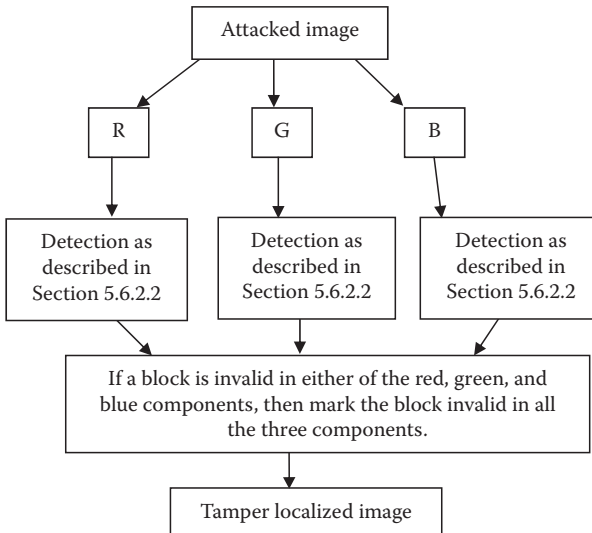 Attacked image
R
G
B
Detection as
described in
Section 5.6.2.2
Detection as
described in
Section 5.6.2.2
Detection as
described in
Section 5.6.2.2
If a block is invalid in either of the red, green, and
blue components, then mark the block invalid in all
the three components.
Tamper localized image